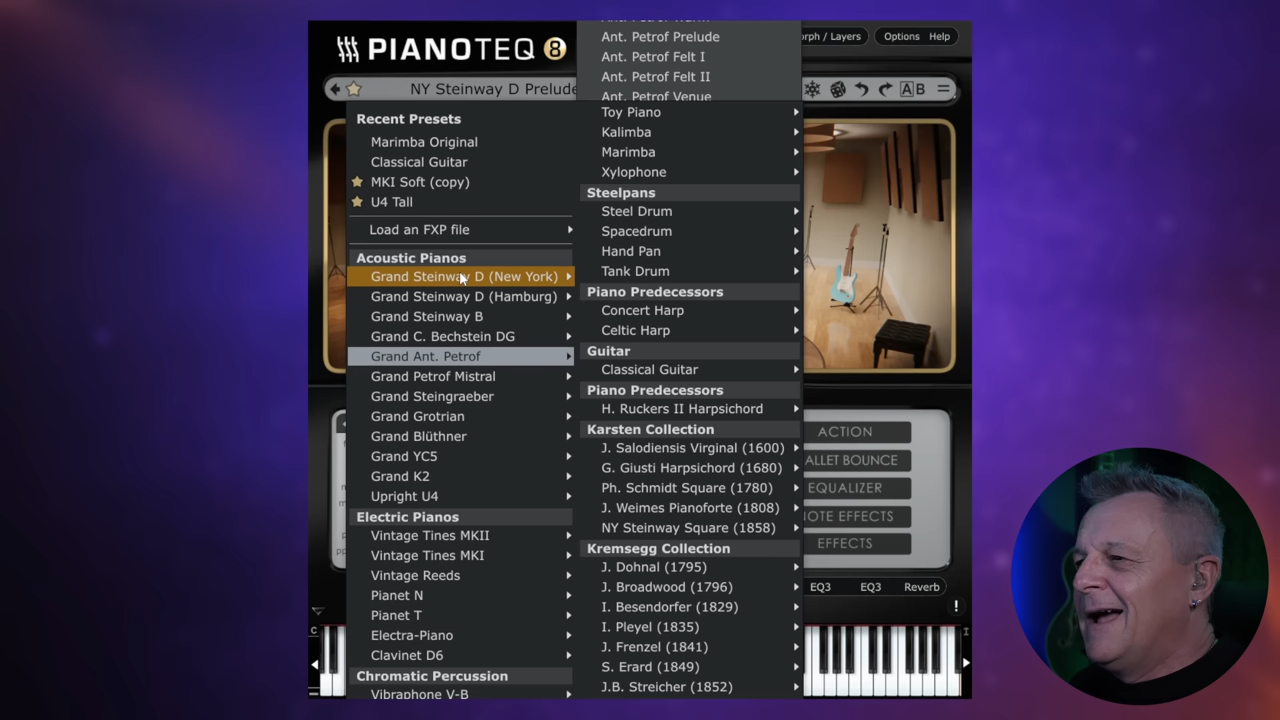 PIANOTEQ 8
Ant. Petrof Prelude
Ant. Petrof Felt I
Ant. Petrof Felt II
Ant. Petrof Venue
orph / Layers
Options
Help
NY Steinway D Prelude
AB
Recent Presets
Marimba Original
Classical Guitar
MKI Soft (copy)
U4 Tall
Load an FXP file
Acoustic Pianos
Grand Steinway D (New York)
Grand Steinway D (Hamburg)
Grand Steinway B
Grand C. Bechstein DG
Grand Ant. Petrof
Grand Petrof Mistral
Grand Steingraeber
Grand Grotrian
Grand Blüthner
Grand YC5
Grand K2
Upright U4
Electric Pianos
Vintage Tines MKII
Vintage Tines MKI
Vintage Reeds
Pianet N
Pianet T
Electra-Piano
Clavinet D6
Chromatic Percussion
Vibraphone V-B
Toy Piano
Kalimba
Marimba
Xylophone
Steelpans
Steel Drum
Spacedrum
Hand Pan
Tank Drum
Piano Predecessors
Concert Harp
Celtic Harp
Guitar
Classical Guitar
Piano Predecessors
H. Ruckers II Harpsichord
Karsten Collection
J. Salodiensis Virginal (1600)
G. Giusti Harpsichord (1680)
Ph. Schmidt Square (1780)
J. Weimes Pianoforte (1808)
NY Steinway Square (1858)
Kremsegg Collection
J. Dohnal (1795)
J. Broadwood (1796)
I. Besendorfer (1829)
I. Pleyel (1835)
J. Frenzel (1841)
S. Erard (1849)
J.B. Streicher (1852)
ACTION
ALLET BOUNCE
EQUALIZER
NOTE EFFECTS
EFFECTS
EQ3
EQ3
Reverb
!
C